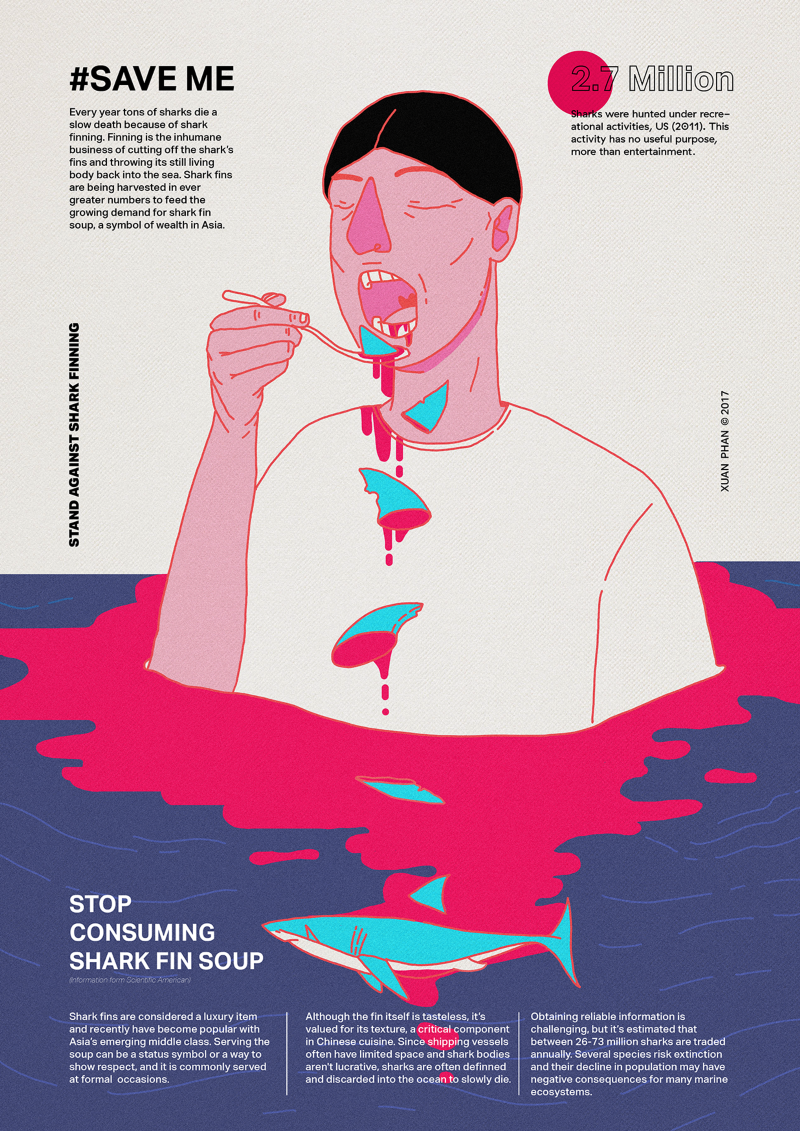 #SAVE ME
Every year tons of sharks die a
slow death because of shark
finning. Finning is the inhumane
business of cutting off the shark's
fins and throwing its still living
body back into the sea. Shark fins
are being harvested in ever
greater numbers to feed the
growing demand for shark fin
soup, a symbol of wealth in Asia.
2.7 Million
Sharks were hunted under recre-
ational activities, US (2011). This
activity has no useful purpose,
more than entertainment.
STAND AGAINST SHARK FINNING
XUAN PHAN © 2017
STOP
CONSUMING
SHARK FIN SOUP
(Information form Scientific American)
Shark fins are considered a luxury item
and recently have become popular with
Asia's emerging middle class. Serving the
soup can be a status symbol or a way to
show respect, and it is commonly served
at formal occasions.
Although the fin itself is tasteless, it's
valued for its texture, a critical component
in Chinese cuisine. Since shipping vessels
often have limited space and shark bodies
aren't lucrative, sharks are often definned
and discarded into the ocean to slowly die.
Obtaining reliable information is
challenging, but it's estimated that
between 26-73 million sharks are traded
annually. Several species risk extinction
and their decline in population may have
negative consequences for many marine
ecosystems.